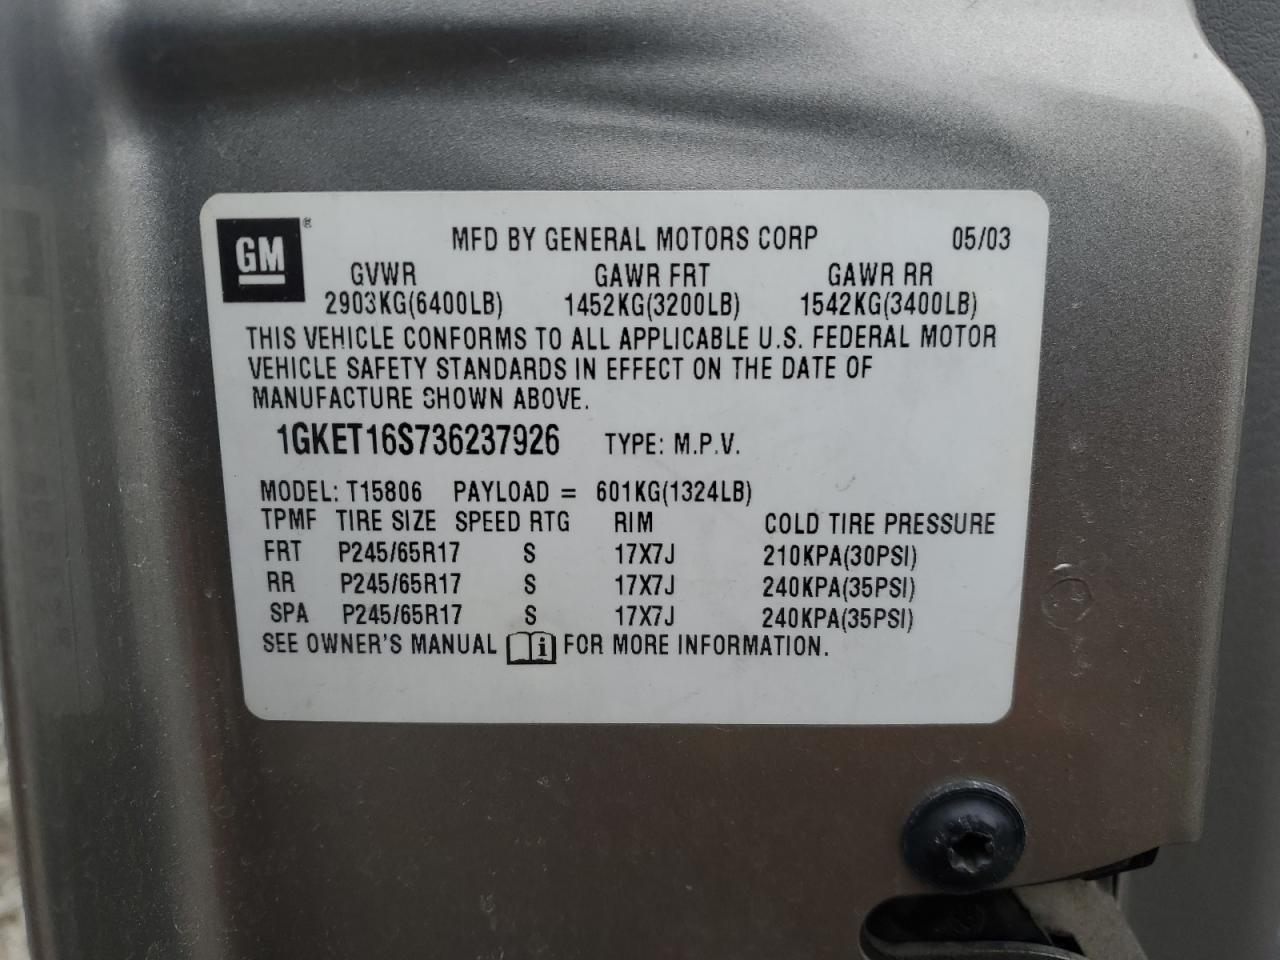 GM ®
MFD BY GENERAL MOTORS CORP 05/03
GVWR GAWR FRT GAWR RR
2903KG(6400LB) 1452KG(3200LB) 1542KG(3400LB)
THIS VEHICLE CONFORMS TO ALL APPLICABLE U.S. FEDERAL MOTOR
VEHICLE SAFETY STANDARDS IN EFFECT ON THE DATE OF
MANUFACTURE SHOWN ABOVE.
1GKET16S736237926 TYPE: M.P.V.
MODEL: T15806 PAYLOAD = 601KG(1324LB)
TPMF TIRE SIZE SPEED RTG RIM COLD TIRE PRESSURE
FRT P245/65R17 S 17X7J 210KPA(30PSI)
RR P245/65R17 S 17X7J 240KPA(35PSI)
SPA P245/65R17 S 17X7J 240KPA(35PSI)
SEE OWNER'S MANUAL i FOR MORE INFORMATION.